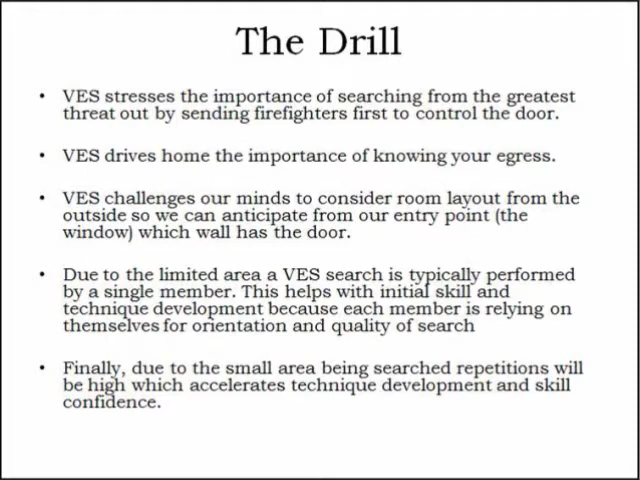 The Drill
• VES stresses the importance of searching from the greatest
threat out by sending firefighters first to control the door.
• VES drives home the importance of knowing your egress.
• VES challenges our minds to consider room layout from the
outside so we can anticipate from our entry point (the
window) which wall has the door.
• Due to the limited area a VES search is typically performed
by a single member. This helps with initial skill and
technique development because each member is relying on
themselves for orientation and quality of search
• Finally, due to the small area being searched repetitions will
be high which accelerates technique development and skill
confidence.